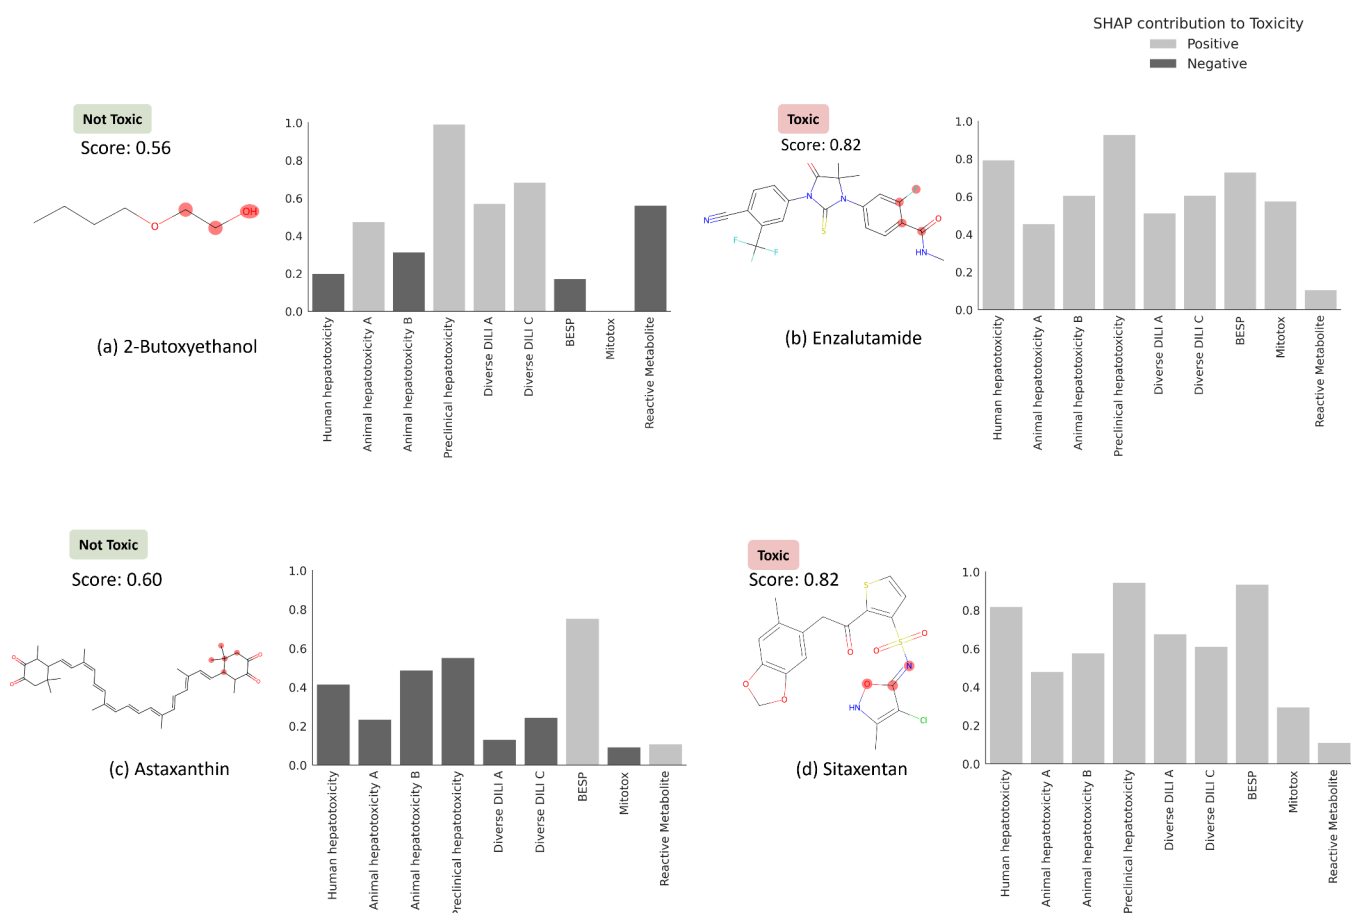 SHAP contribution to Toxicity
Positive
Negative
Not Toxic
Score: 0.56
OH
O
(a) 2-Butoxyethanol
1.0
0.8
0.6
0.4
0.2
0.0
Human hepatotoxicity
Animal hepatotoxicity A
Animal hepatotoxicity B
Preclinical hepatotoxicity
Diverse DILI A
Diverse DILI C
BESP
Mitotox
Reactive Metabolite
Toxic
Score: 0.82
N
F
F
N
S
N
O
HN
(b) Enzalutamide
1.0
0.8
0.6
0.4
0.2
0.0
Human hepatotoxicity
Animal hepatotoxicity A
Animal hepatotoxicity B
Preclinical hepatotoxicity
Diverse DILI A
Diverse DILI C
BESP
Mitotox
Reactive Metabolite
Not Toxic
Score: 0.60
O
O
O
O
(c) Astaxanthin
1.0
0.8
0.6
0.4
0.2
0.0
Human hepatotoxicity
Animal hepatotoxicity A
Animal hepatotoxicity B
Preclinical hepatotoxicity
Diverse DILI A
Diverse DILI C
BESP
Mitotox
Reactive Metabolite
Toxic
Score: 0.82
S
O
S
O
O
N
O
O
O
HN
Cl
(d) Sitaxentan
1.0
0.8
0.6
0.4
0.2
0.0
Human hepatotoxicity
Animal hepatotoxicity A
Animal hepatotoxicity B
Preclinical hepatotoxicity
Diverse DILI A
Diverse DILI C
BESP
Mitotox
Reactive Metabolite